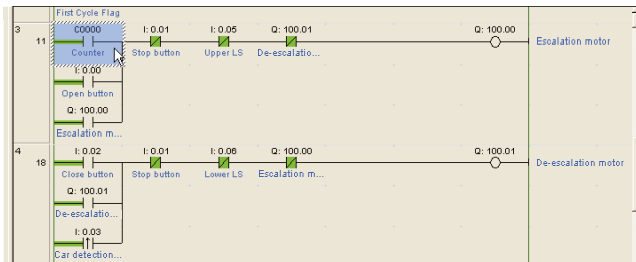 First Cycle Flag
3
11
C0000
I: 0.01
I: 0.05
Q: 100.01
Q: 100.00
Counter
Stop button
Upper LS
De-escalatio...
Escalation motor
I: 0.00
Open button
Q: 100.00
Escalation m...
4
18
I: 0.02
I: 0.01
I: 0.06
Q: 100.00
Q: 100.01
Close button
Stop button
Lower LS
Escalation m...
De-escalation motor
Q: 100.01
De-escalatio...
I: 0.03
Car detection...